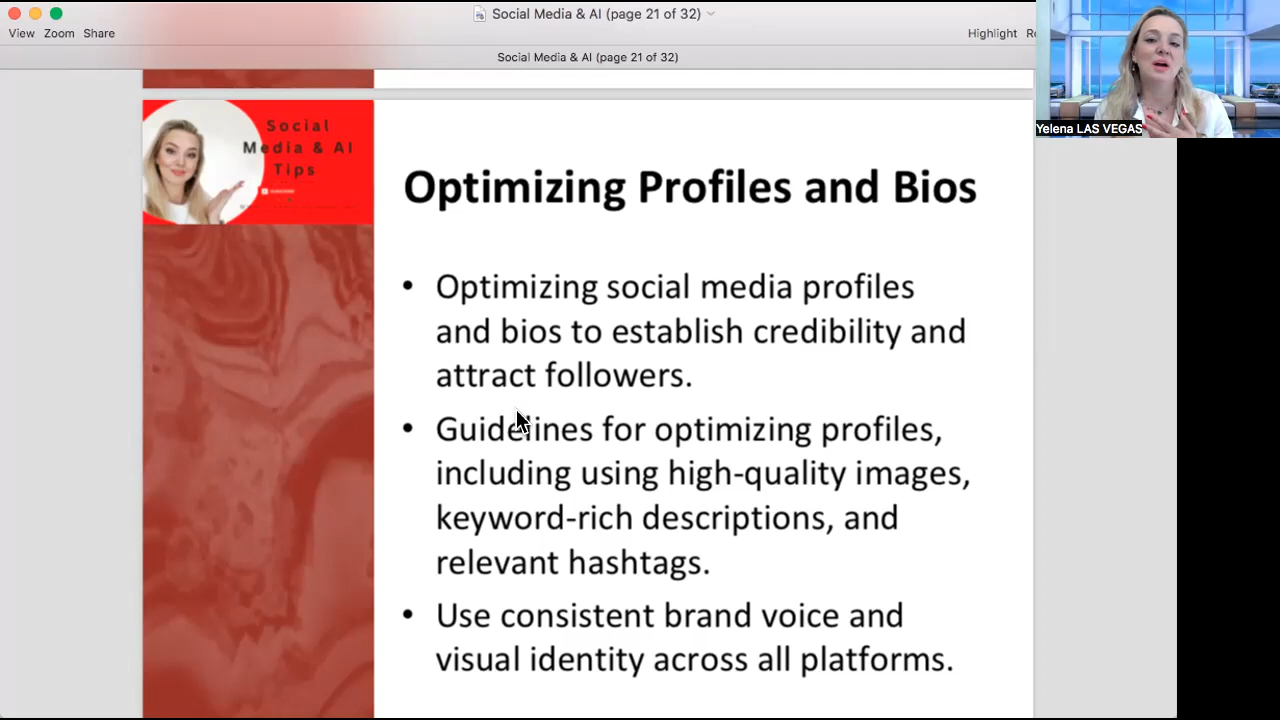 Social Media & AI (page 21 of 32)
View Zoom Share
Highlight
Social Media & AI (page 21 of 32)
Yelena LAS VEGAS
Social
Media & AI
Tips
Optimizing Profiles and Bios
• Optimizing social media profiles
and bios to establish credibility and
attract followers.
• Guidelines for optimizing profiles,
including using high-quality images,
keyword-rich descriptions, and
relevant hashtags.
• Use consistent brand voice and
visual identity across all platforms.